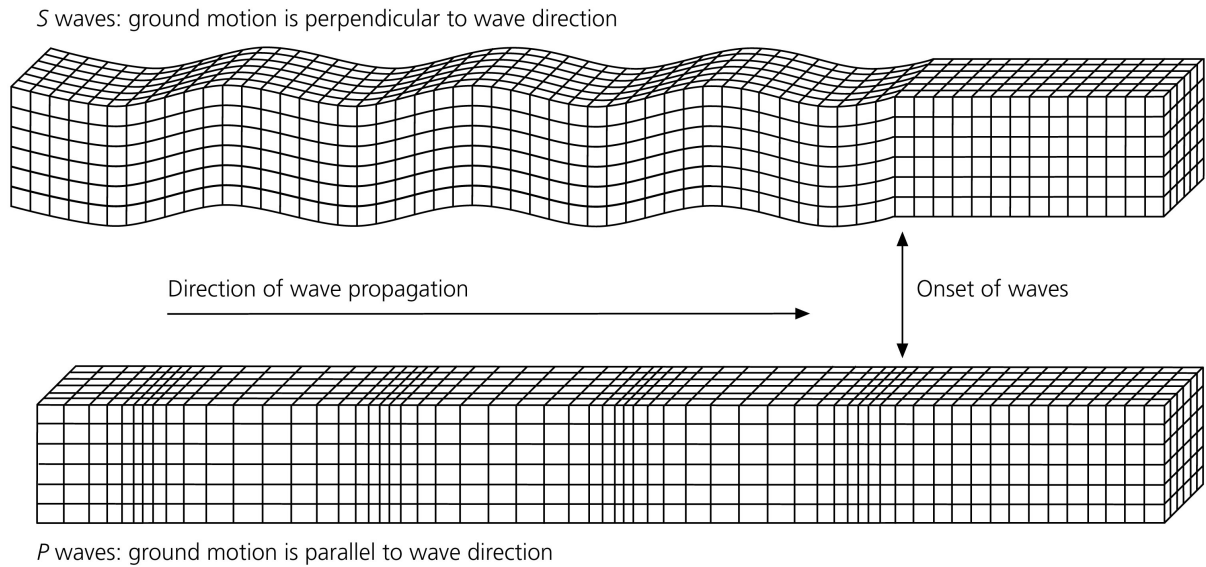 S waves: ground motion is perpendicular to wave direction
Direction of wave propagation
Onset of waves
P waves: ground motion is parallel to wave direction